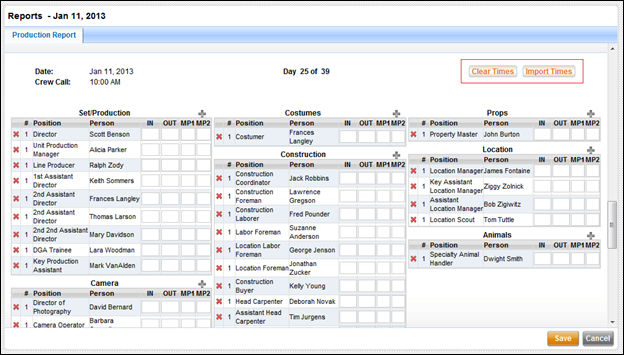 Reports - Jan 11, 2013
Production Report
Date: Jan 11, 2013 Day 25 of 39 Clear Times Import Times
Crew Call: 10:00 AM
Set/Production
# Position Person IN OUT MP1 MP2
1 Director Scott Benson
1 Unit Production Manager Alicia Parker
1 Line Producer Ralph Zody
1 1st Assistant Director Keith Sommers
1 2nd Assistant Director Frances Langley
1 2nd Assistant Director Thomas Larson
1 2nd 2nd Assistant Director Mary Davidson
1 DGA Trainee Lara Woodman
1 Key Production Assistant Mark VanAlden
Camera
# Position Person IN OUT MP1 MP2
1 Director of Photography David Bernard
1 Camera Operator Barbara
Costumes
# Position Person IN OUT MP1 MP2
1 Costumer Frances Langley
Construction
# Position Person IN OUT MP1 MP2
1 Construction Coordinator Jack Robbins
1 Construction Foreman Lawrence Gregson
1 Construction Laborer Fred Pounder
1 Labor Foreman Suzanne Anderson
1 Location Labor Foreman George Jenson
1 Location Foreman Jonathan Zucker
1 Construction Buyer Kelly Young
1 Head Carpenter Deborah Novak
1 Assistant Head Carpenter Tim Jurgens
Props
# Position Person IN OUT MP1 MP2
1 Property Master John Burton
Location
# Position Person IN OUT MP1 MP2
1 Location Manager James Fontaine
1 Key Assistant Location Manager Ziggy Zolnick
1 Assistant Location Manager Bob Zigiwitz
1 Location Scout Tom Tuttle
Animals
# Position Person IN OUT MP1 MP2
1 Specialty Animal Handler Dwight Smith
Save Cancel